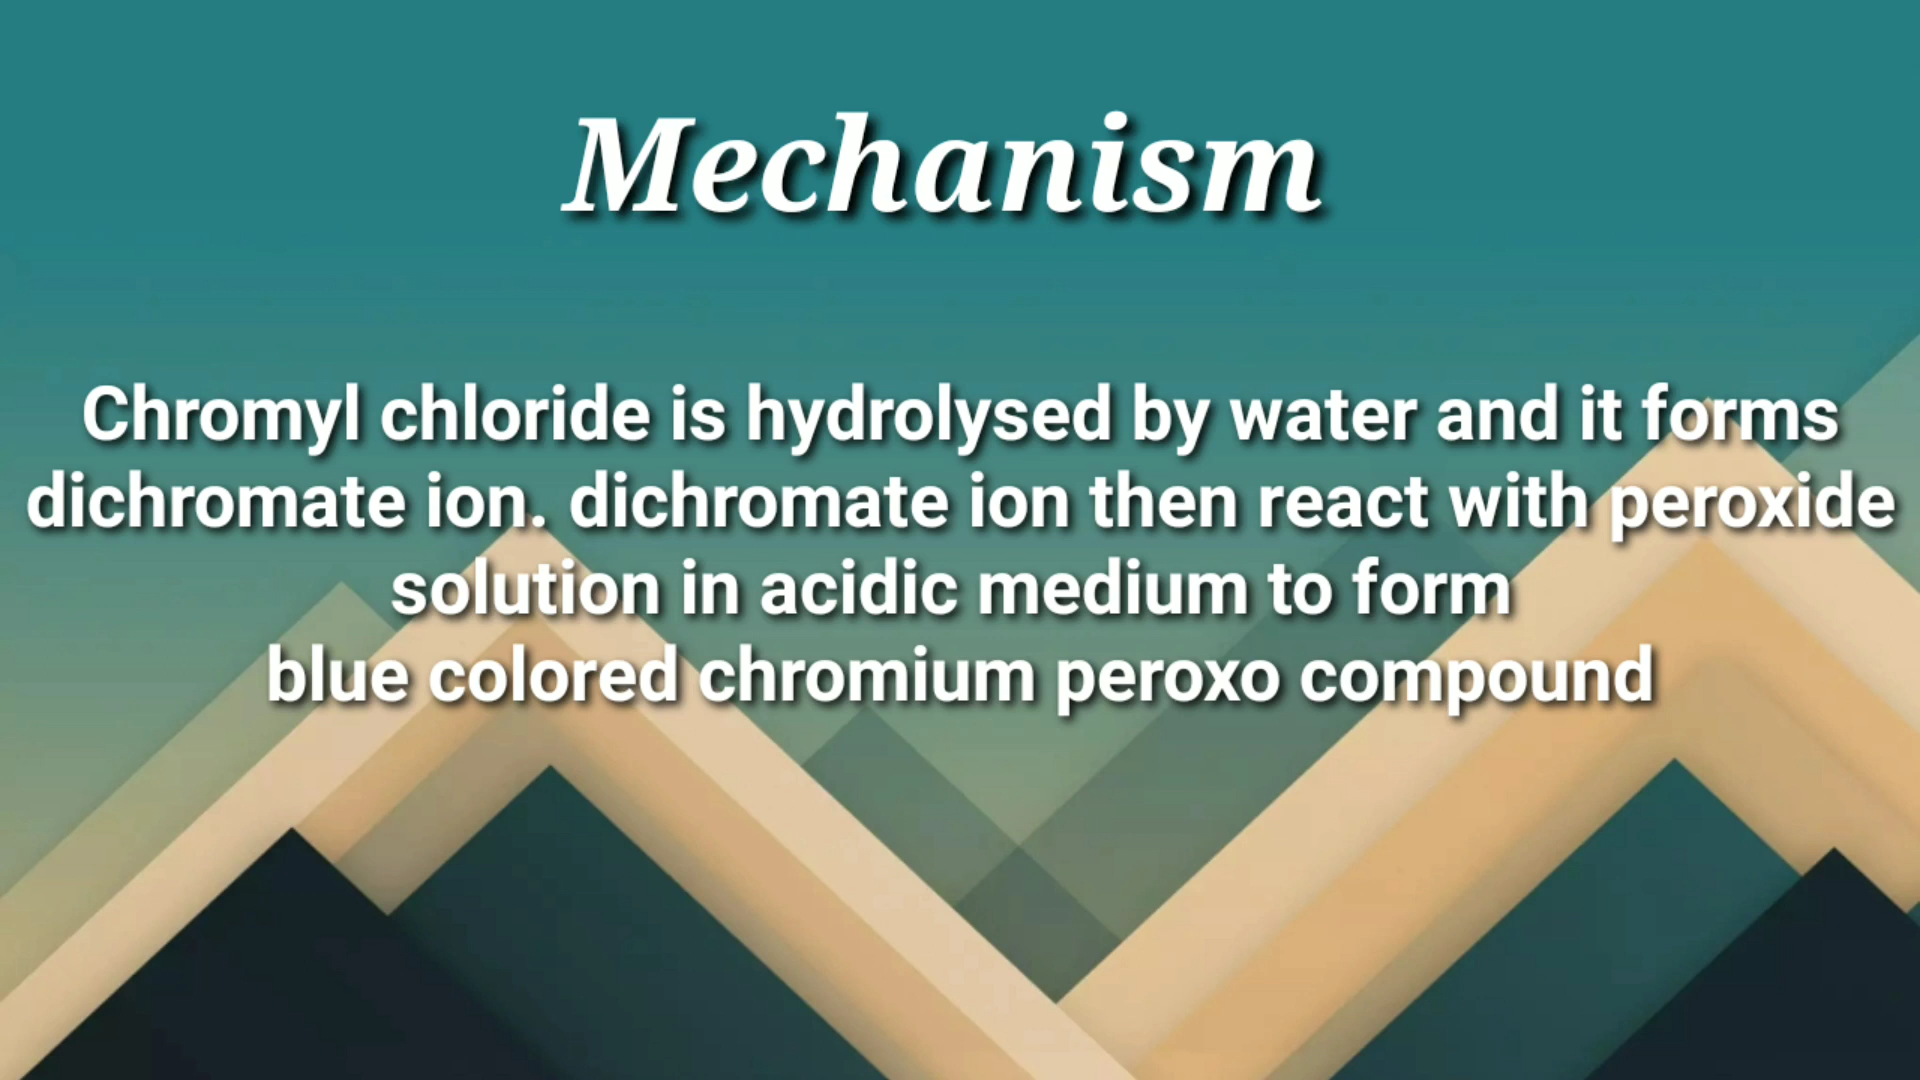 Mechanism
Chromyl chloride is hydrolysed by water and it forms
dichromate ion. dichromate ion then react with peroxide
solution in acidic medium to form
blue colored chromium peroxo compound